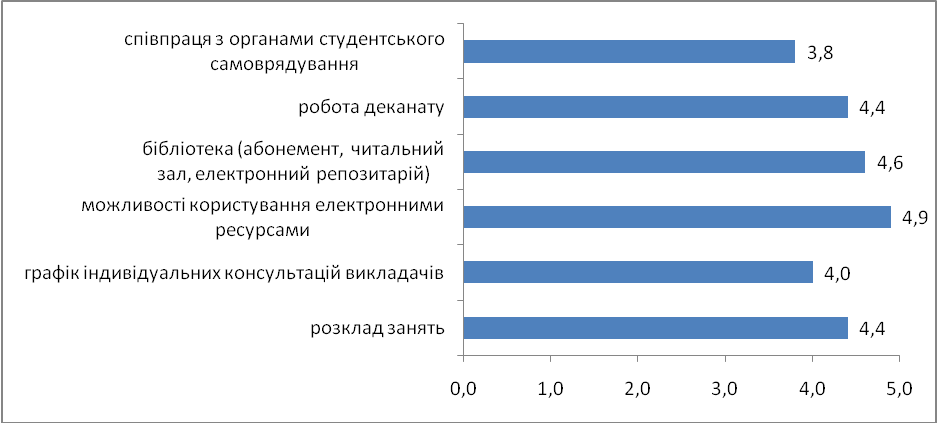 співпраця з органами студентського
самоврядування
3,8
робота деканату
4,4
бібліотека (абонемент, читальний
зал, електронний репозитарій)
4,6
можливості користування електронними
ресурсами
4,9
графік індивідуальних консультацій викладачів
4,0
розклад занять
4,4
0,0 1,0 2,0 3,0 4,0 5,0